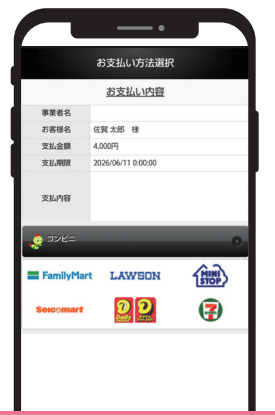 お支払い方法選択
お支払い内容
事業者名
お客様名 佐賀 太郎 様
支払金額 4,000円
支払期限 2026/06/11 0:00:00
支払内容
コンビニ
FamilyMart LAWSON MINI STOP
Seicomart Daily 7